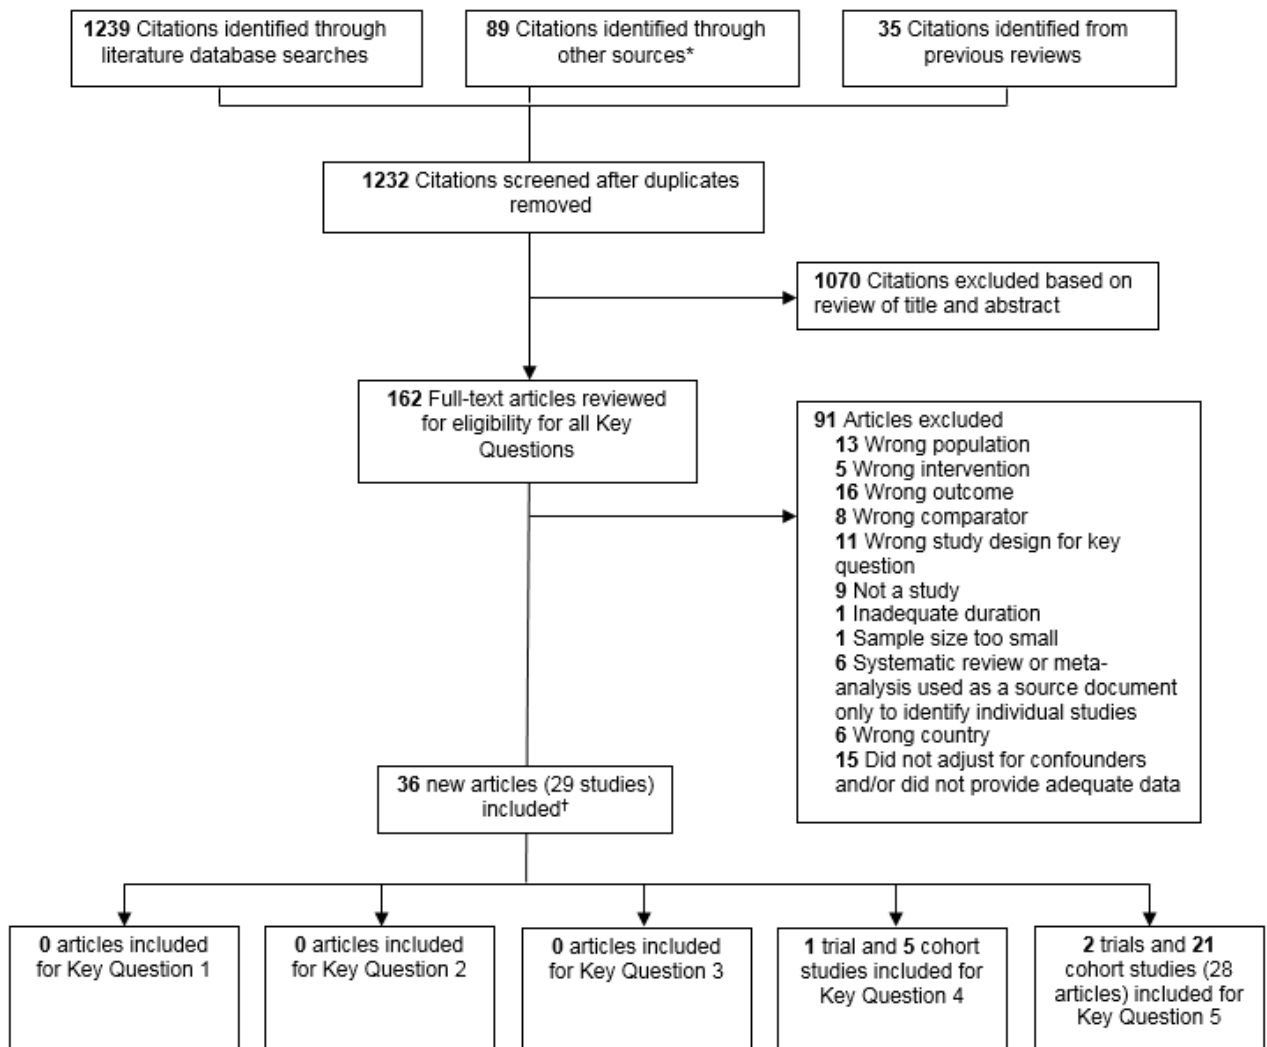 1239 Citations identified through
literature database searches
89 Citations identified through
other sources*
35 Citations identified from
previous reviews
1232 Citations screened after duplicates
removed
1070 Citations excluded based on
review of title and abstract
162 Full-text articles reviewed
for eligibility for all Key
Questions
91 Articles excluded
13 Wrong population
5 Wrong intervention
16 Wrong outcome
8 Wrong comparator
11 Wrong study design for key
question
9 Not a study
1 Inadequate duration
1 Sample size too small
6 Systematic review or meta-
analysis used as a source document
only to identify individual studies
6 Wrong country
15 Did not adjust for confounders
and/or did not provide adequate data
36 new articles (29 studies)
included†
0 articles included
for Key Question 1
0 articles included
for Key Question 2
0 articles included
for Key Question 3
1 trial and 5 cohort
studies included for
Key Question 4
2 trials and 21
cohort studies (28
articles) included for
Key Question 5